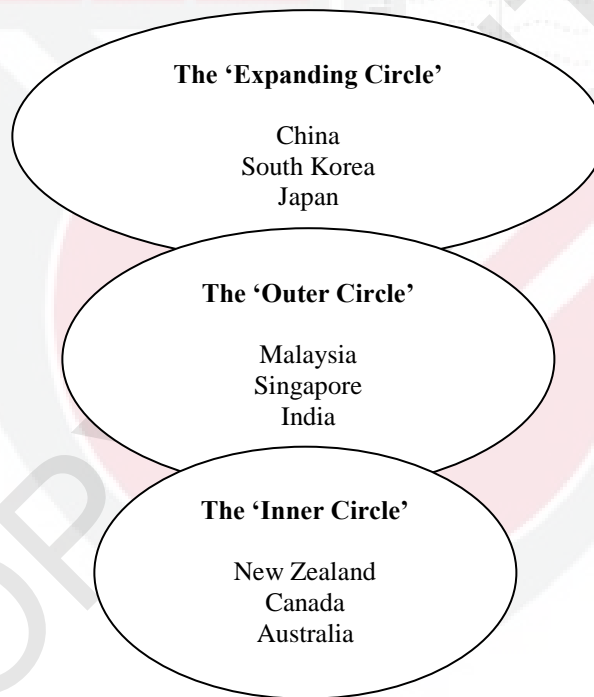 The ‘Expanding Circle’
China
South Korea
Japan
The ‘Outer Circle’
Malaysia
Singapore
India
The ‘Inner Circle’
New Zealand
Canada
Australia